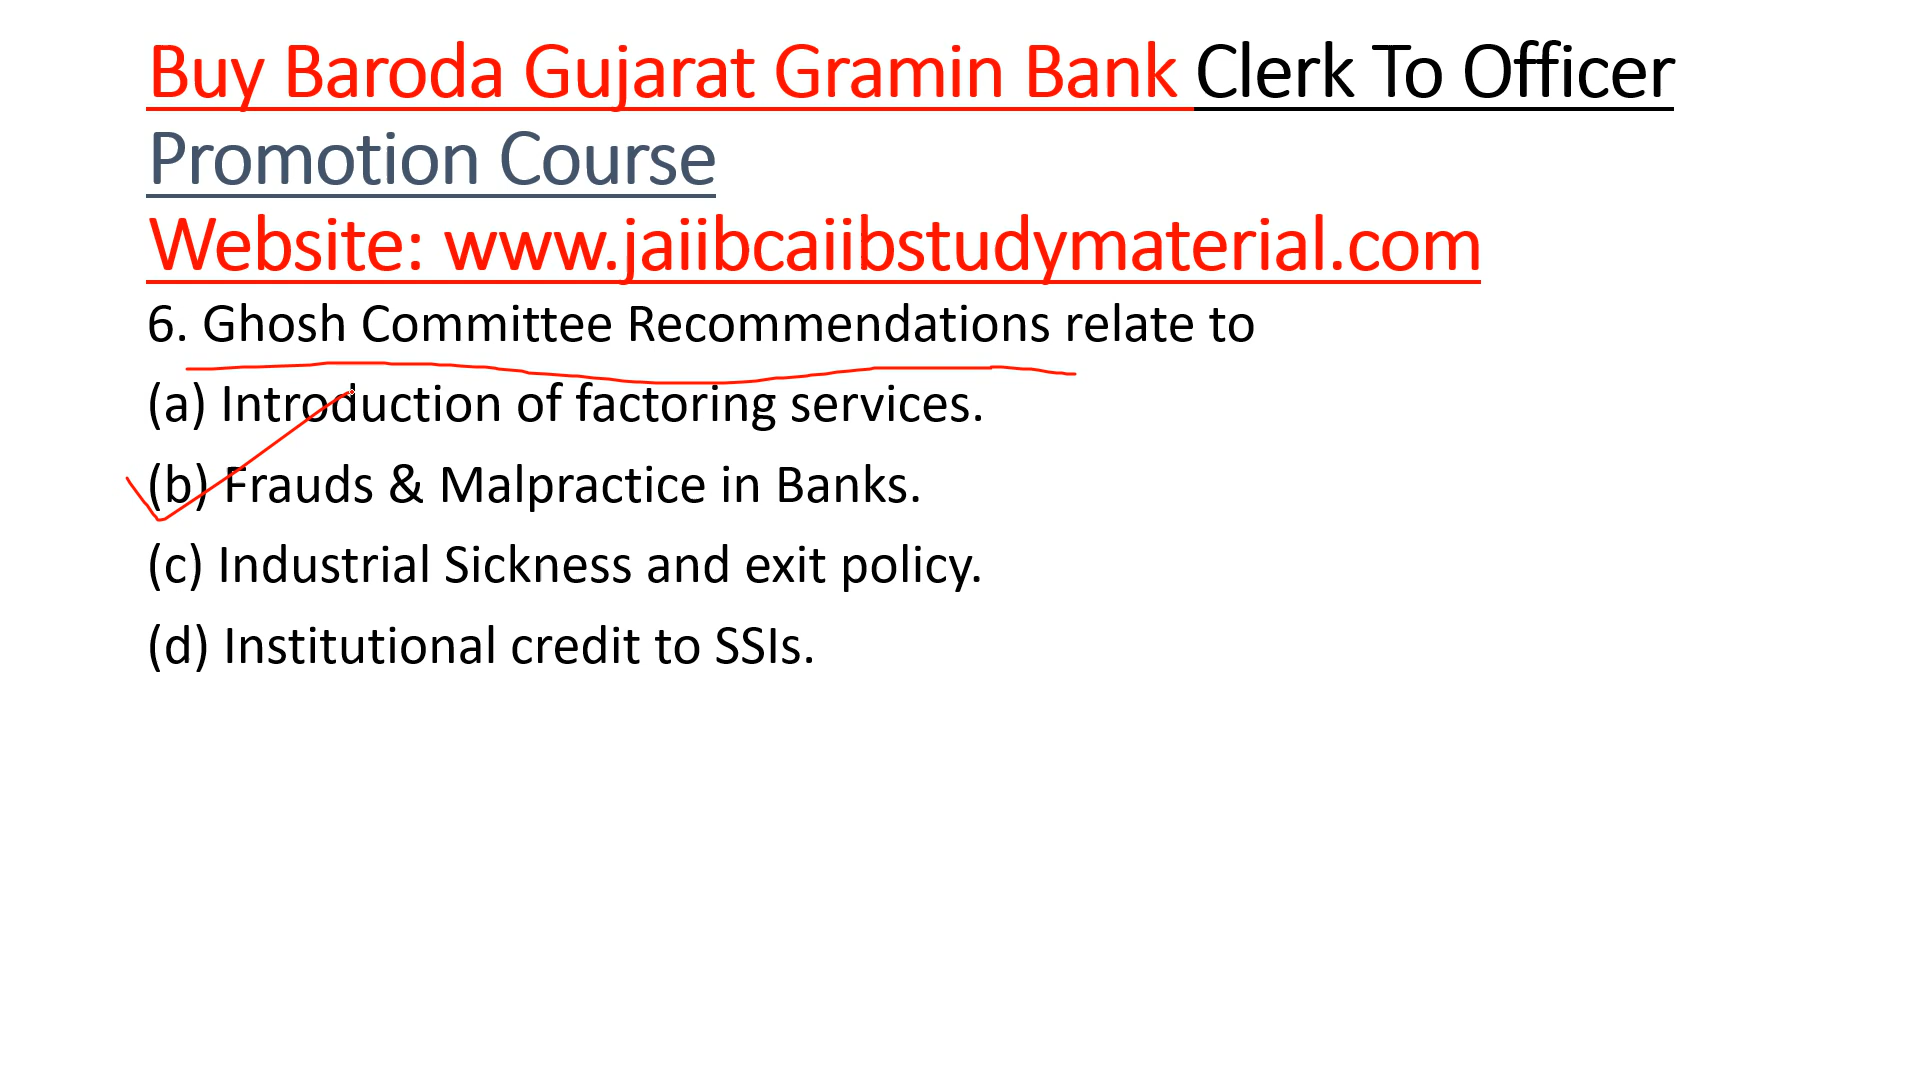 Buy Baroda Gujarat Gramin Bank Clerk To Officer
Promotion Course
Website: www.jaiibcaiibstudymaterial.com
6. Ghosh Committee Recommendations relate to
(a) Introduction of factoring services.
(b) Frauds & Malpractice in Banks.
(c) Industrial Sickness and exit policy.
(d) Institutional credit to SSIs.